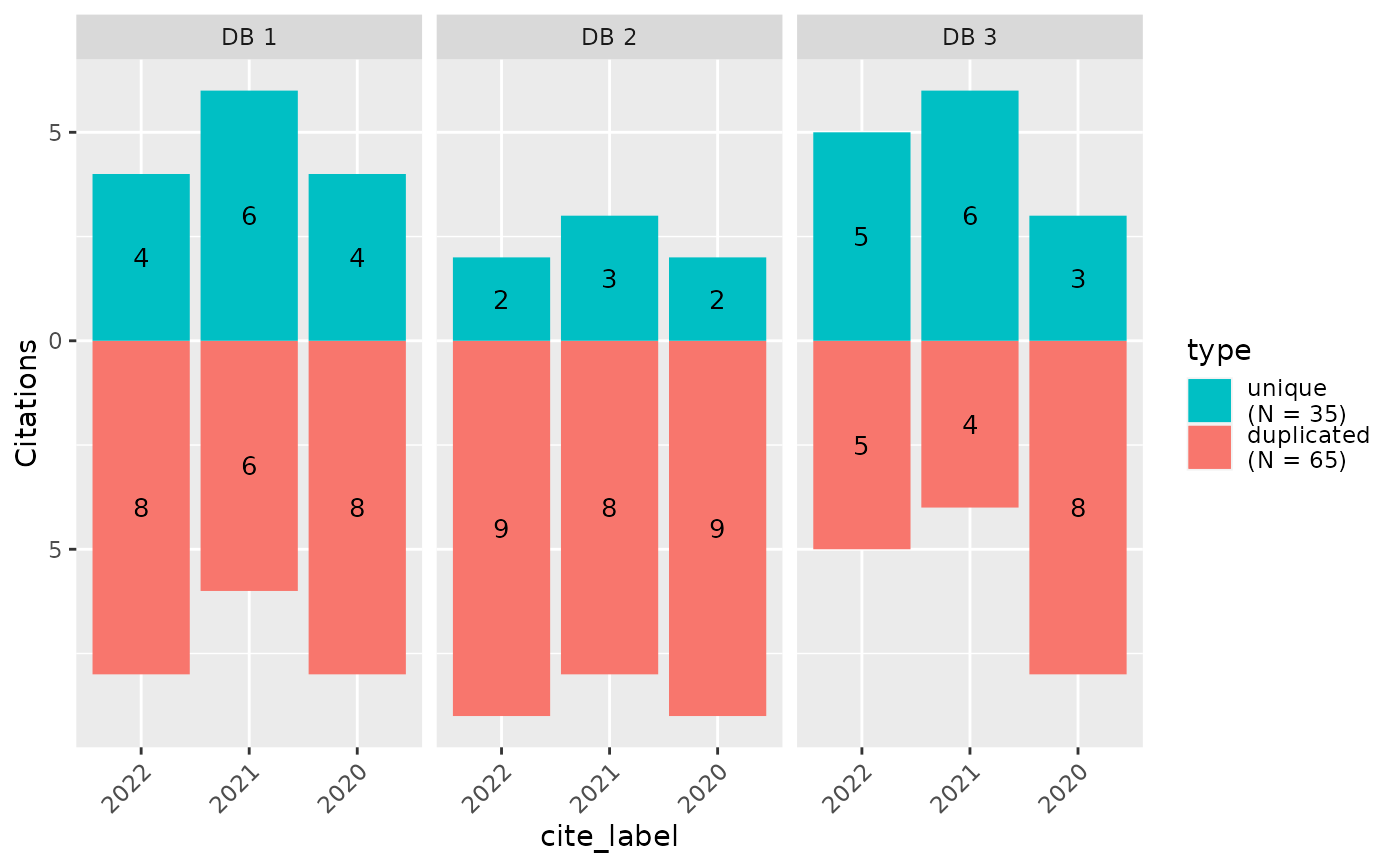 DB 1 DB 2 DB 3
5
6 6
5
4 4 3 3
2 2
0
Citations
type
unique
(N = 35)
duplicated
(N = 65)
4
6 5
8 8 8 8
9 9
5
2022 2021 2020 2022 2021 2020 2022 2021 2020
cite_label